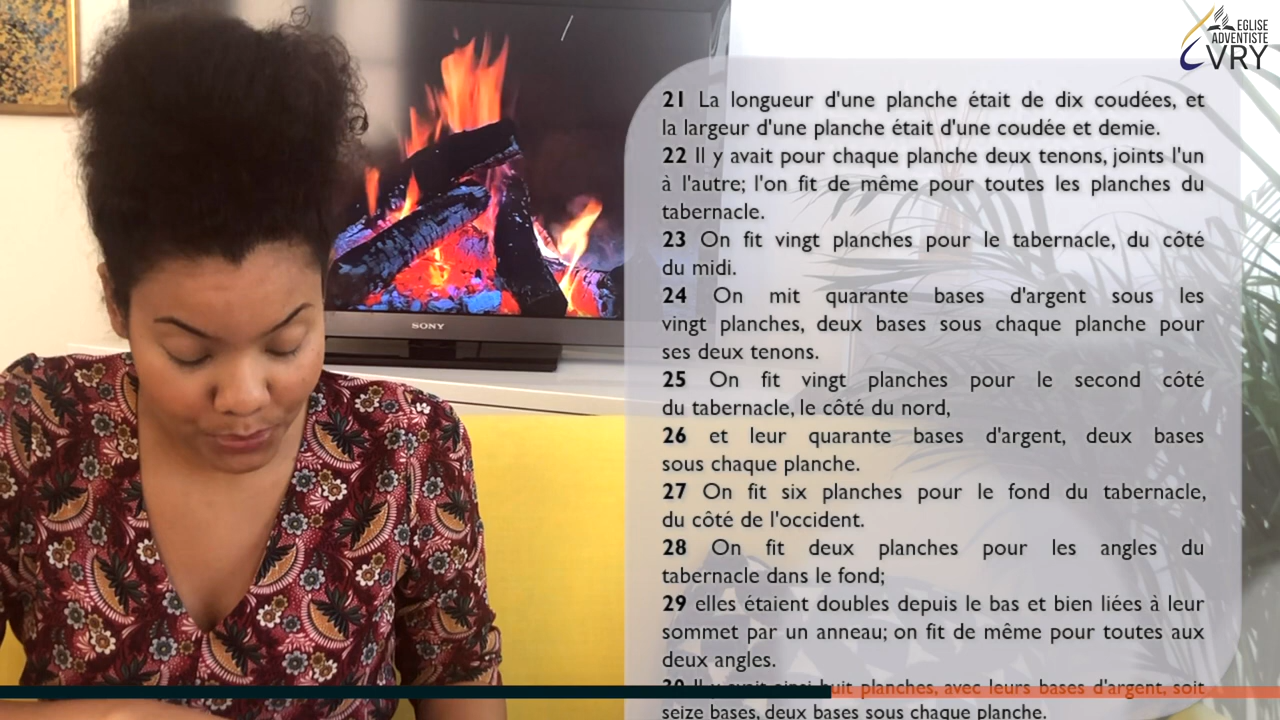 EGLISE
ADVENTISTE
VRY
SONY
21 La longueur d'une planche était de dix coudées, et
la largeur d'une planche était d'une coudée et demie.
22 Il y avait pour chaque planche deux tenons, joints l'un
à l'autre; l'on fit de même pour toutes les planches du
tabernacle.
23 On fit vingt planches pour le tabernacle, du côté
du midi.
24 On mit quarante bases d'argent sous les
vingt planches, deux bases sous chaque planche pour
ses deux tenons.
25 On fit vingt planches pour le second côté
du tabernacle, le côté du nord,
26 et leur quarante bases d'argent, deux bases
sous chaque planche.
27 On fit six planches pour le fond du tabernacle,
du côté de l'occident.
28 On fit deux planches pour les angles du
tabernacle dans le fond;
29 elles étaient doubles depuis le bas et bien liées à leur
sommet par un anneau; on fit de même pour toutes aux
deux angles.
30 Il y avait ainsi huit planches, avec leurs bases d'argent, soit
seize bases, deux bases sous chaque planche.